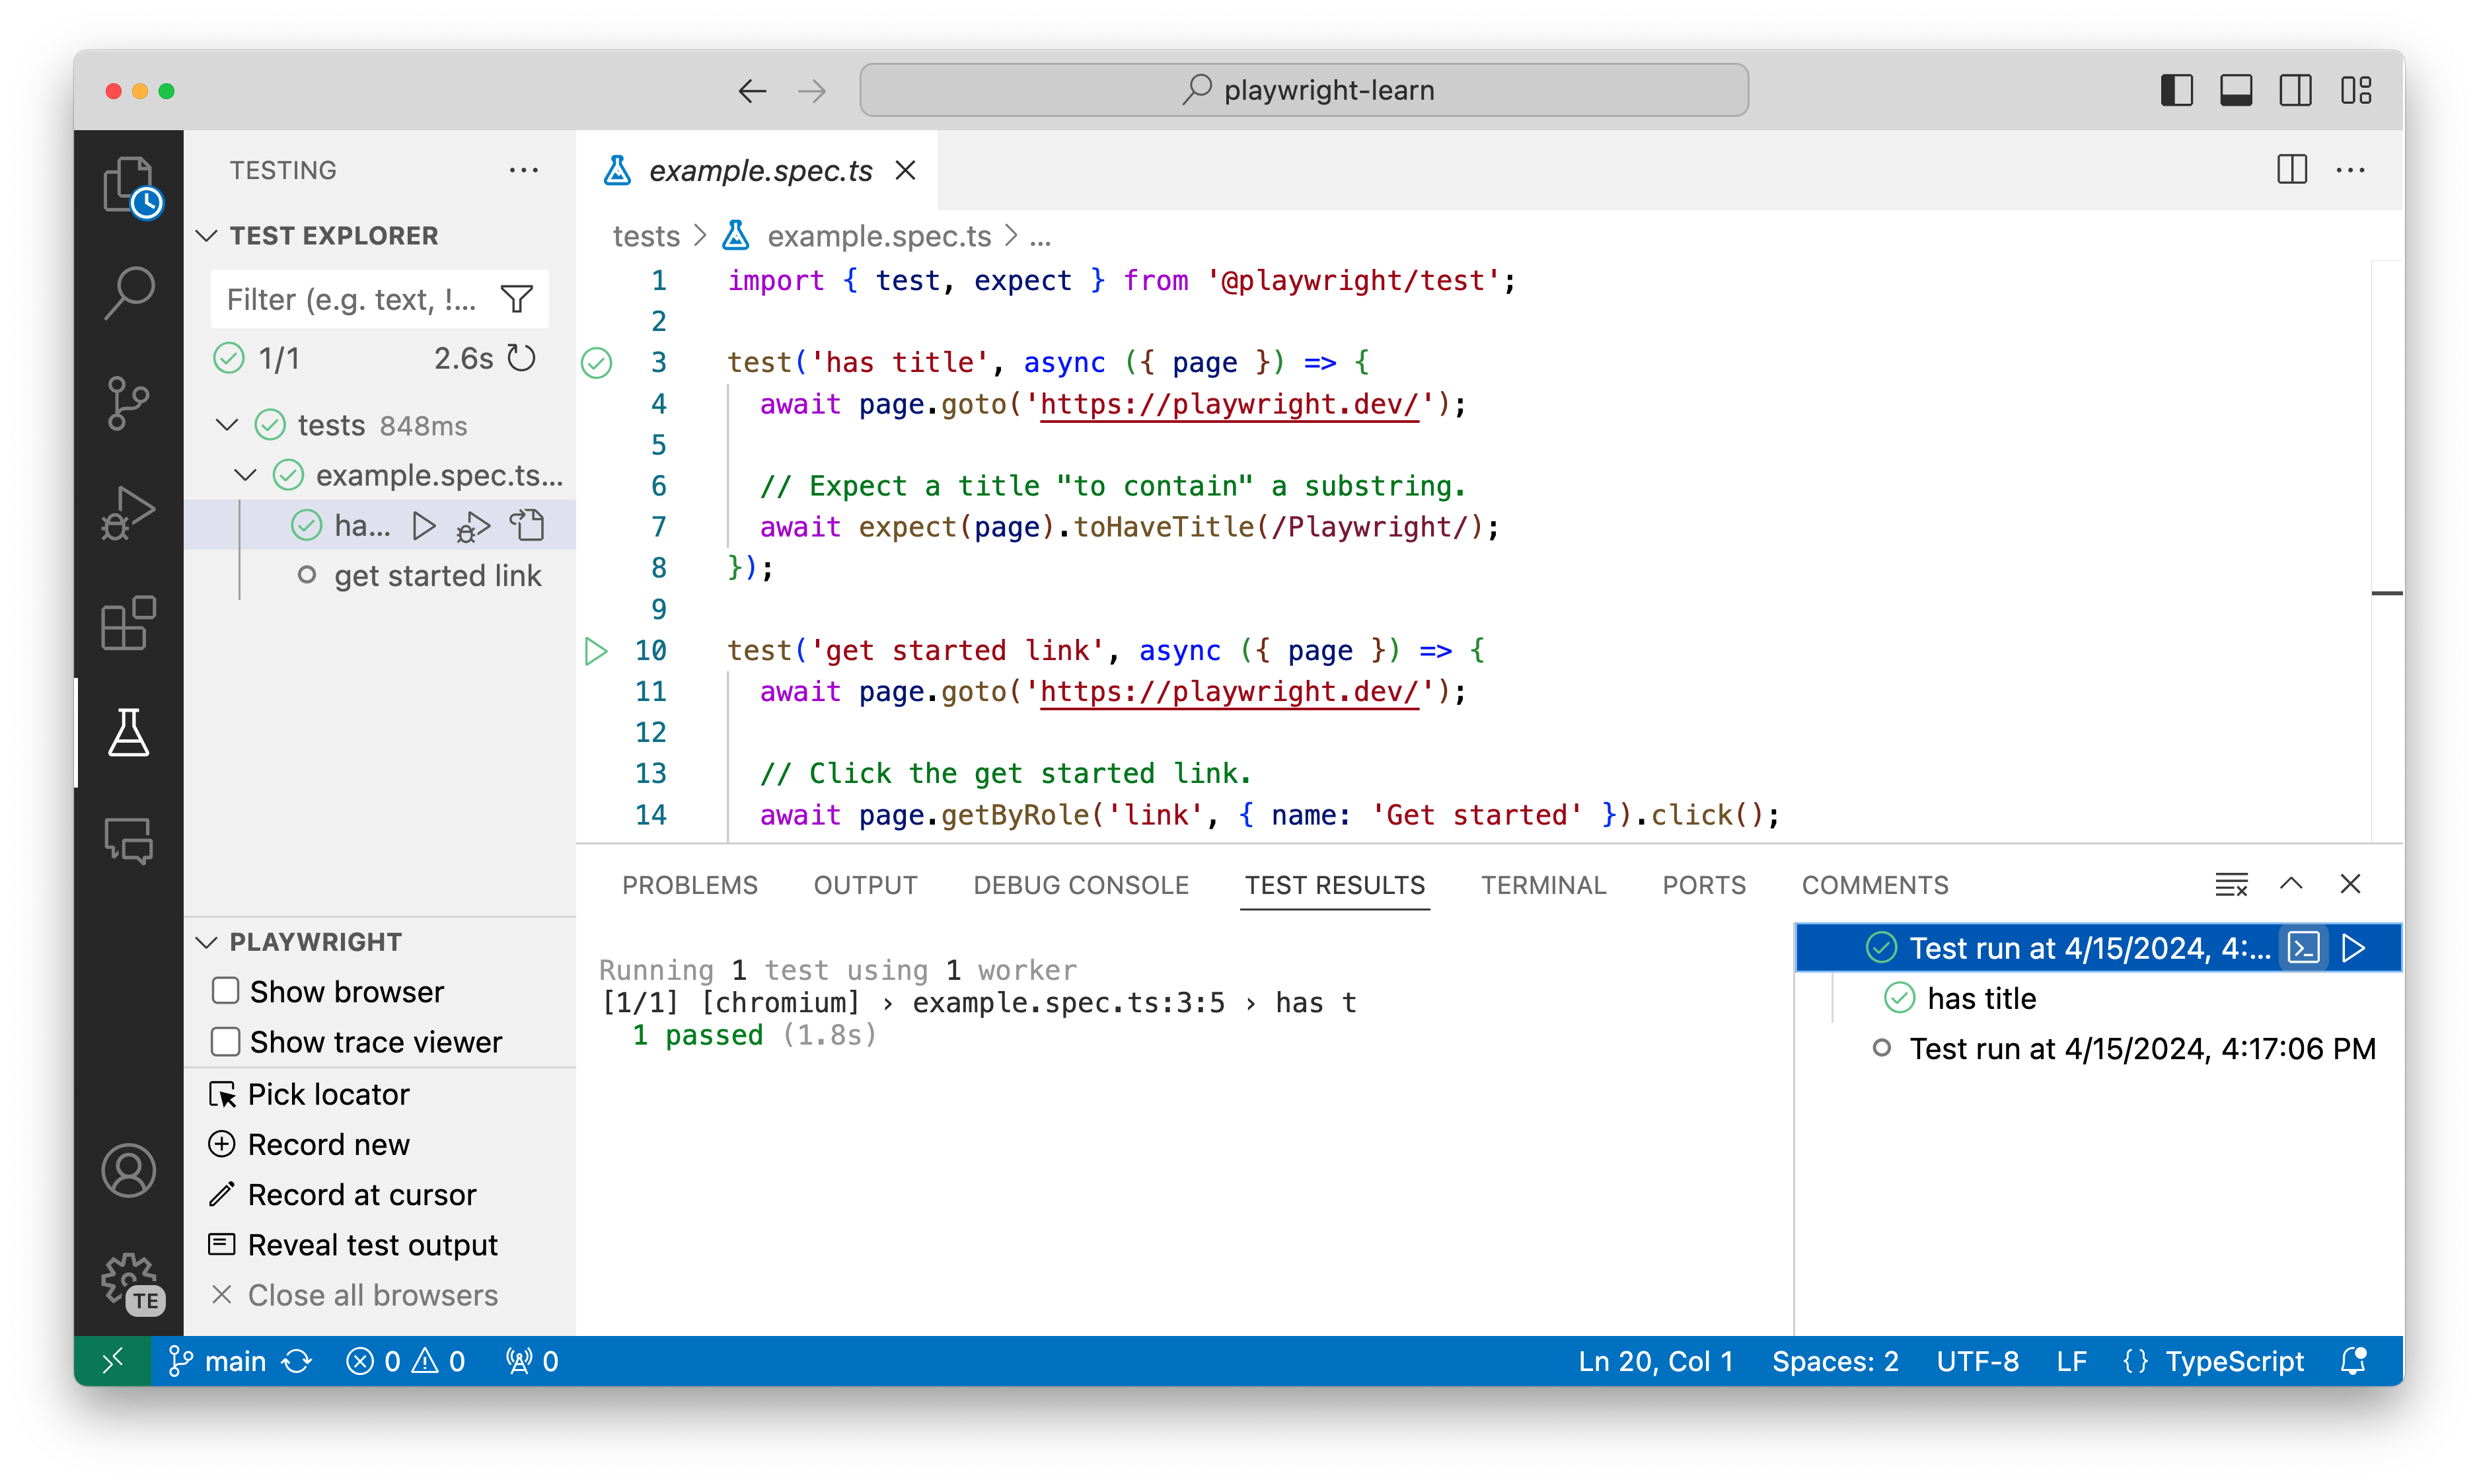 playwright-learn
TESTING
TEST EXPLORER
Filter (e.g. text, !...
1/1 2.6s
tests 848ms
example.spec.ts...
ha...
get started link
PLAYWRIGHT
Show browser
Show trace viewer
Pick locator
Record new
Record at cursor
Reveal test output
Close all browsers
TE
example.spec.ts
tests > example.spec.ts > ...
1 import { test, expect } from '@playwright/test';
2
3 test('has title', async ({ page }) => {
4 await page.goto('https://playwright.dev/');
5
6 // Expect a title "to contain" a substring.
7 await expect(page).toHaveTitle(/Playwright/);
8 });
9
10 test('get started link', async ({ page }) => {
11 await page.goto('https://playwright.dev/');
12
13 // Click the get started link.
14 await page.getByRole('link', { name: 'Get started' }).click();
PROBLEMS OUTPUT DEBUG CONSOLE TEST RESULTS TERMINAL PORTS COMMENTS
Running 1 test using 1 worker
[1/1] [chromium] › example.spec.ts:3:5 › has t
1 passed (1.8s)
Test run at 4/15/2024, 4:...
has title
Test run at 4/15/2024, 4:17:06 PM
main 0 0 0 Ln 20, Col 1 Spaces: 2 UTF-8 LF {} TypeScript